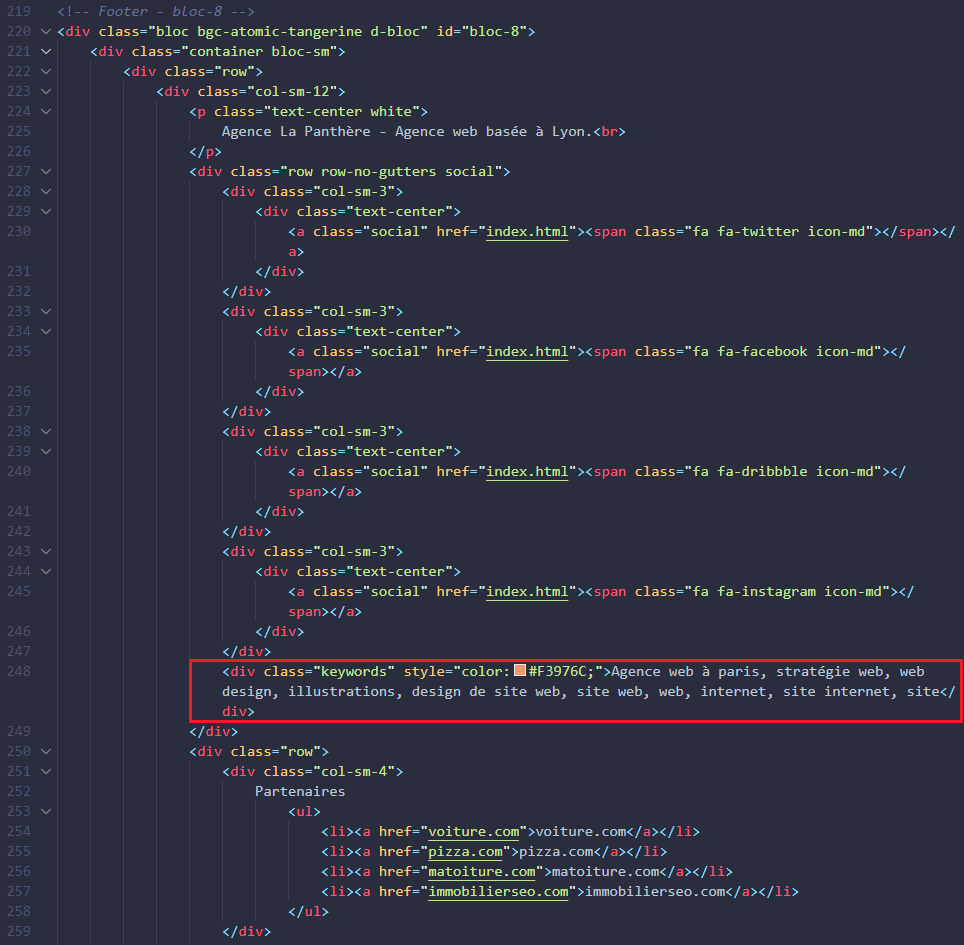 219 <!-- Footer - bloc-8 -->
220 <div class="bloc bgc-atomic-tangerine d-bloc" id="bloc-8">
221 <div class="container bloc-sm">
222 <div class="row">
223 <div class="col-sm-12">
224 <p class="text-center white">
225 Agence La Panthère - Agence web basée à Lyon.<br>
226 </p>
227 <div class="row row-no-gutters social">
228 <div class="col-sm-3">
229 <div class="text-center">
230 <a class="social" href="index.html"><span class="fa fa-twitter icon-md"></span></
a>
231 </div>
232 </div>
233 <div class="col-sm-3">
234 <div class="text-center">
235 <a class="social" href="index.html"><span class="fa fa-facebook icon-md"></
span></a>
236 </div>
237 </div>
238 <div class="col-sm-3">
239 <div class="text-center">
240 <a class="social" href="index.html"><span class="fa fa-dribbble icon-md"></
span></a>
241 </div>
242 </div>
243 <div class="col-sm-3">
244 <div class="text-center">
245 <a class="social" href="index.html"><span class="fa fa-instagram icon-md"></
span></a>
246 </div>
247 </div>
248 <div class="keywords" style="color:#F3976C;">Agence web à paris, stratégie web, web
design, illustrations, design de site web, site web, web, internet, site internet, site</
div>
249 </div>
250 <div class="row">
251 <div class="col-sm-4">
252 Partenaires
253 <ul>
254 <li><a href="voiture.com">voiture.com</a></li>
255 <li><a href="pizza.com">pizza.com</a></li>
256 <li><a href="matoiture.com">matoiture.com</a></li>
257 <li><a href="immobilierseo.com">immobilierseo.com</a></li>
258 </ul>
259 </div>